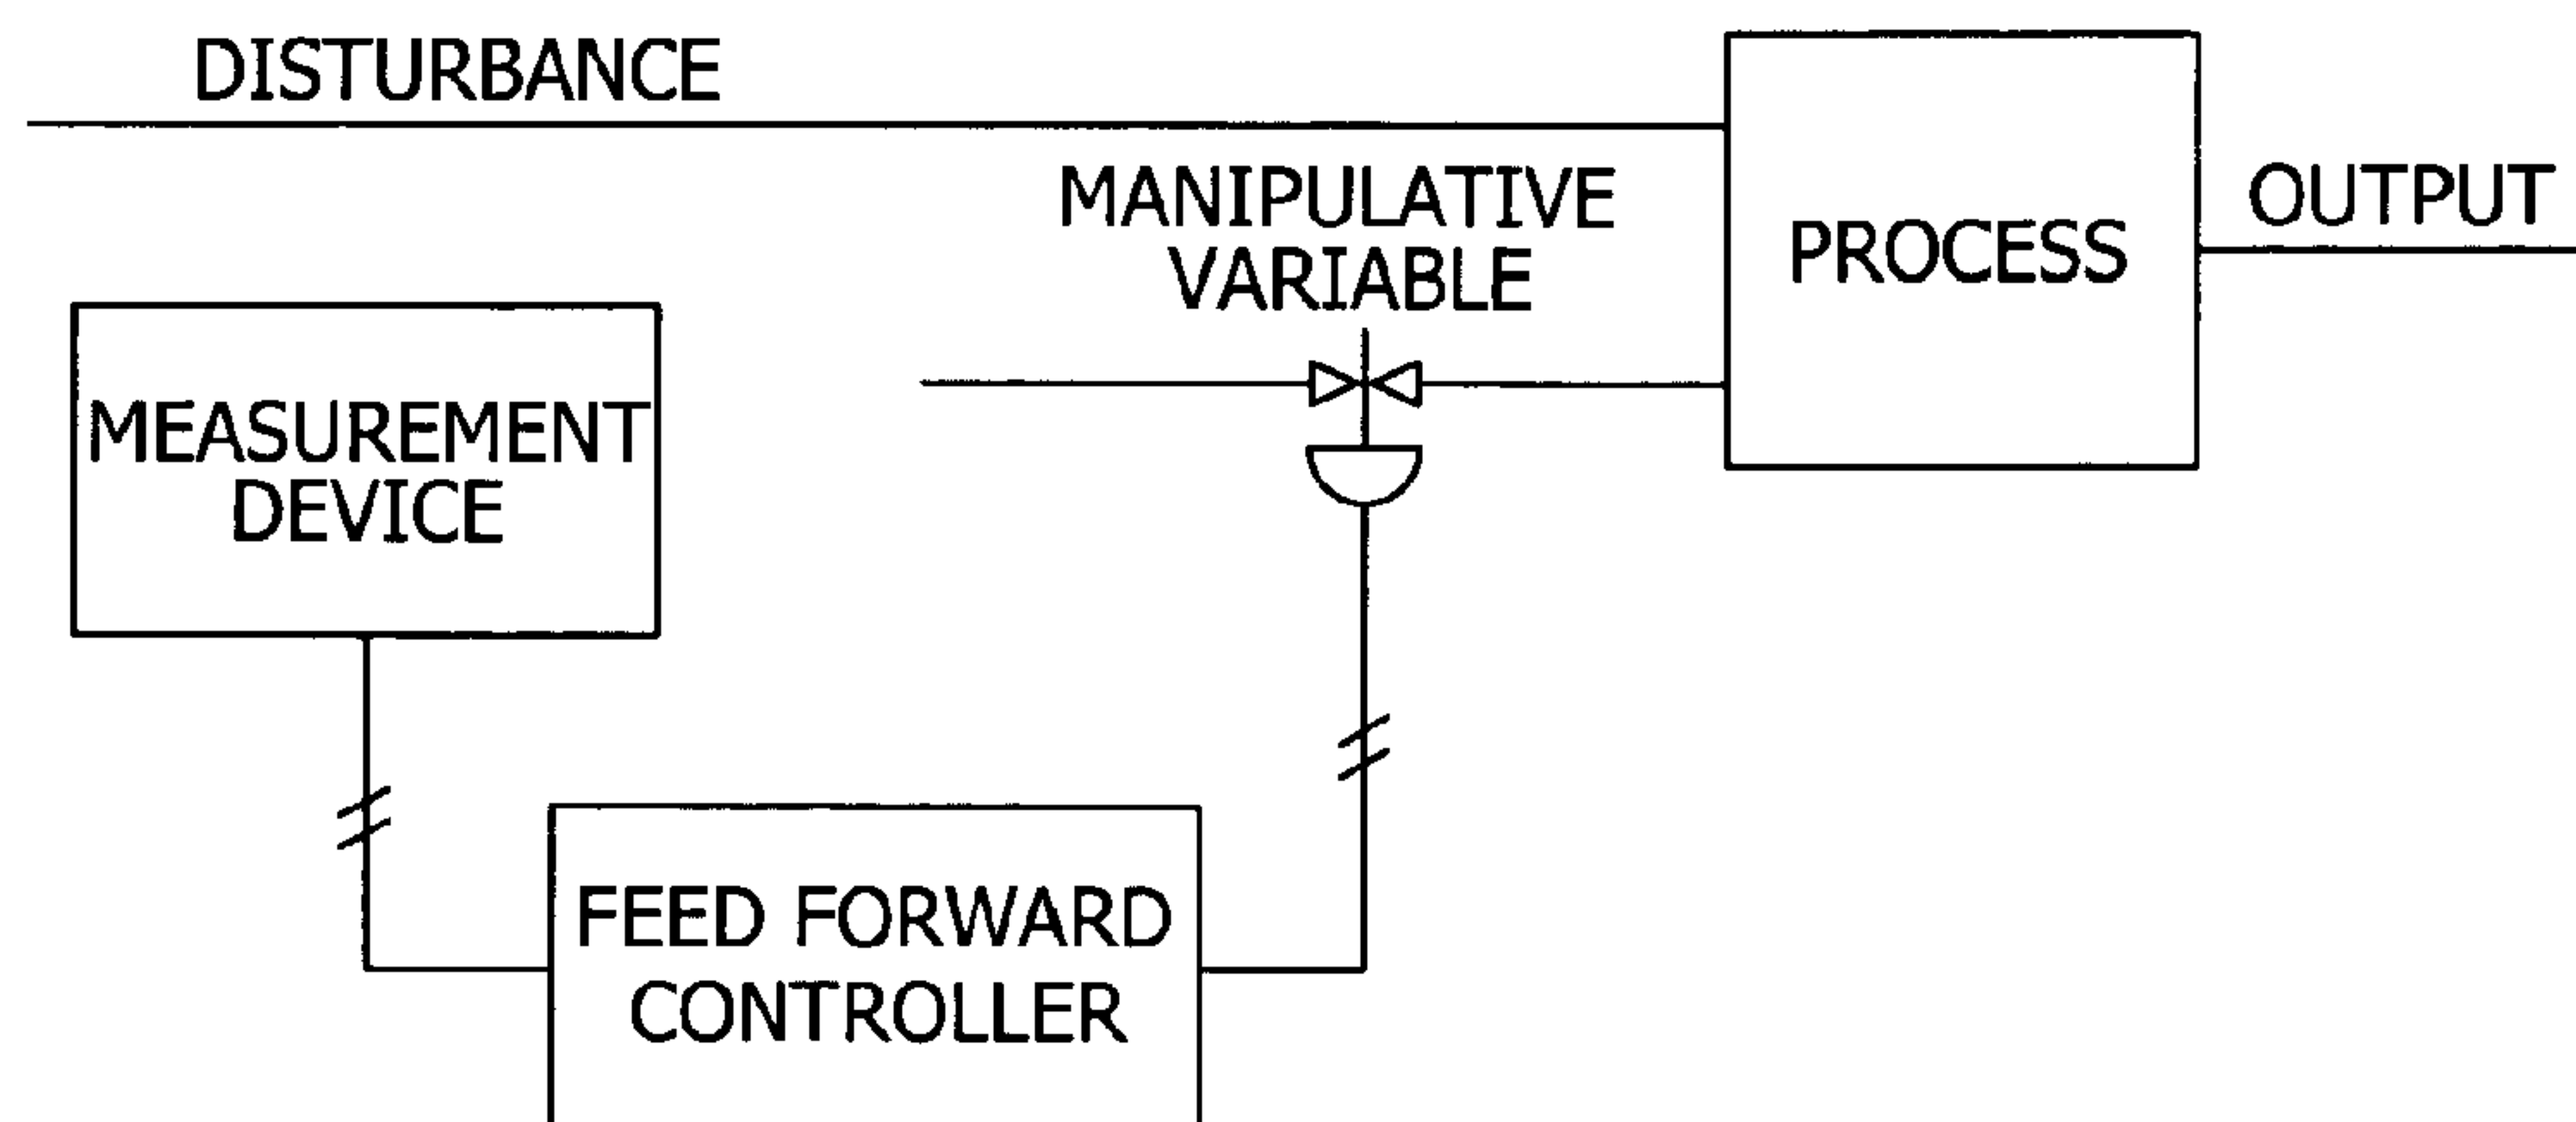 DISTURBANCE
MANIPULATIVE
VARIABLE
PROCESS
OUTPUT
MEASUREMENT
DEVICE
FEED FORWARD
CONTROLLER